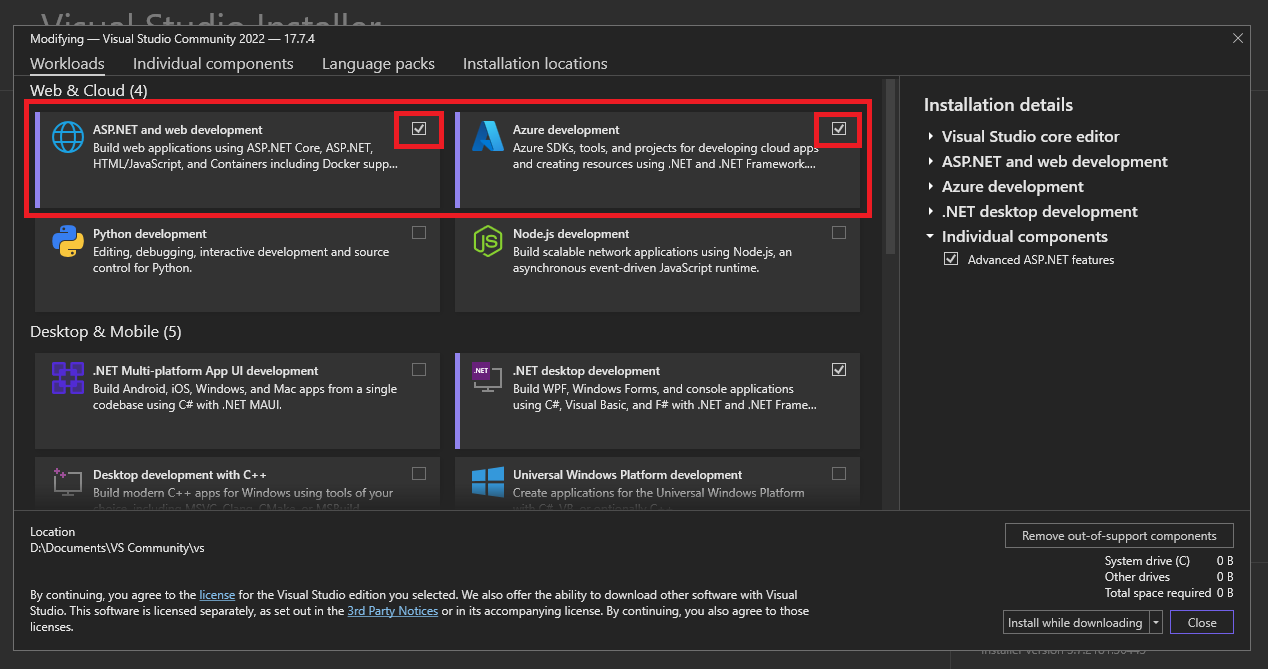 Visual Studio Installer
Modifying — Visual Studio Community 2022 — 17.7.4
Workloads
Individual components
Language packs
Installation locations
Web & Cloud (4)
ASP.NET and web development
Build web applications using ASP.NET Core, ASP.NET,
HTML/JavaScript, and Containers including Docker supp...
Azure development
Azure SDKs, tools, and projects for developing cloud apps
and creating resources using .NET and .NET Framework....
Python development
Editing, debugging, interactive development and source
control for Python.
JS
Node.js development
Build scalable network applications using Node.js, an
asynchronous event-driven JavaScript runtime.
Desktop & Mobile (5)
.NET Multi-platform App UI development
Build Android, iOS, Windows, and Mac apps from a single
codebase using C# with .NET MAUI.
.NET
.NET desktop development
Build WPF, Windows Forms, and console applications
using C#, Visual Basic, and F# with .NET and .NET Frame...
Desktop development with C++
Build modern C++ apps for Windows using tools of your
choice, including MSVC, Clang, CMake, or MSBuild.
Universal Windows Platform development
Create applications for the Universal Windows Platform
with C#, VB, or optionally C++.
Installation details
Visual Studio core editor
ASP.NET and web development
Azure development
.NET desktop development
Individual components
Advanced ASP.NET features
Location
D:\Documents\VS Community\vs
By continuing, you agree to the license for the Visual Studio edition you selected. We also offer the ability to download other software with Visual
Studio. This software is licensed separately, as set out in the 3rd Party Notices or in its accompanying license. By continuing, you also agree to those
licenses.
Remove out-of-support components
System drive (C) 0 B
Other drives 0 B
Total space required 0 B
Install while downloading
Close